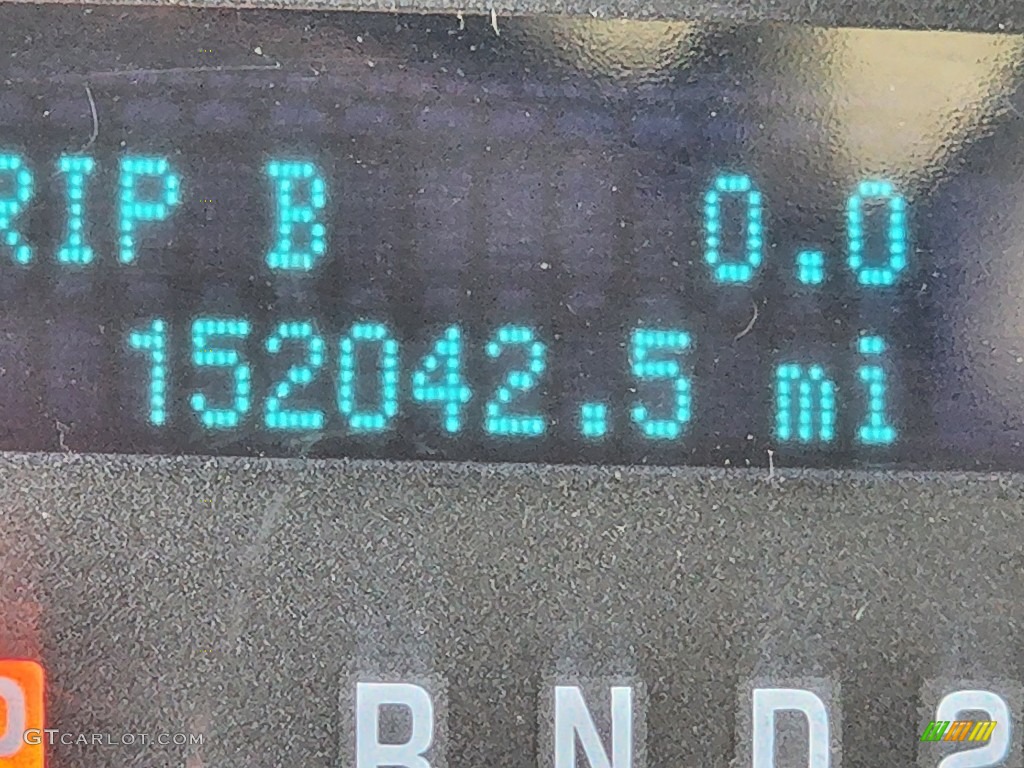 RIP B 0.0
152042.5 mi
P R N D 2
GTCARLOT.COM